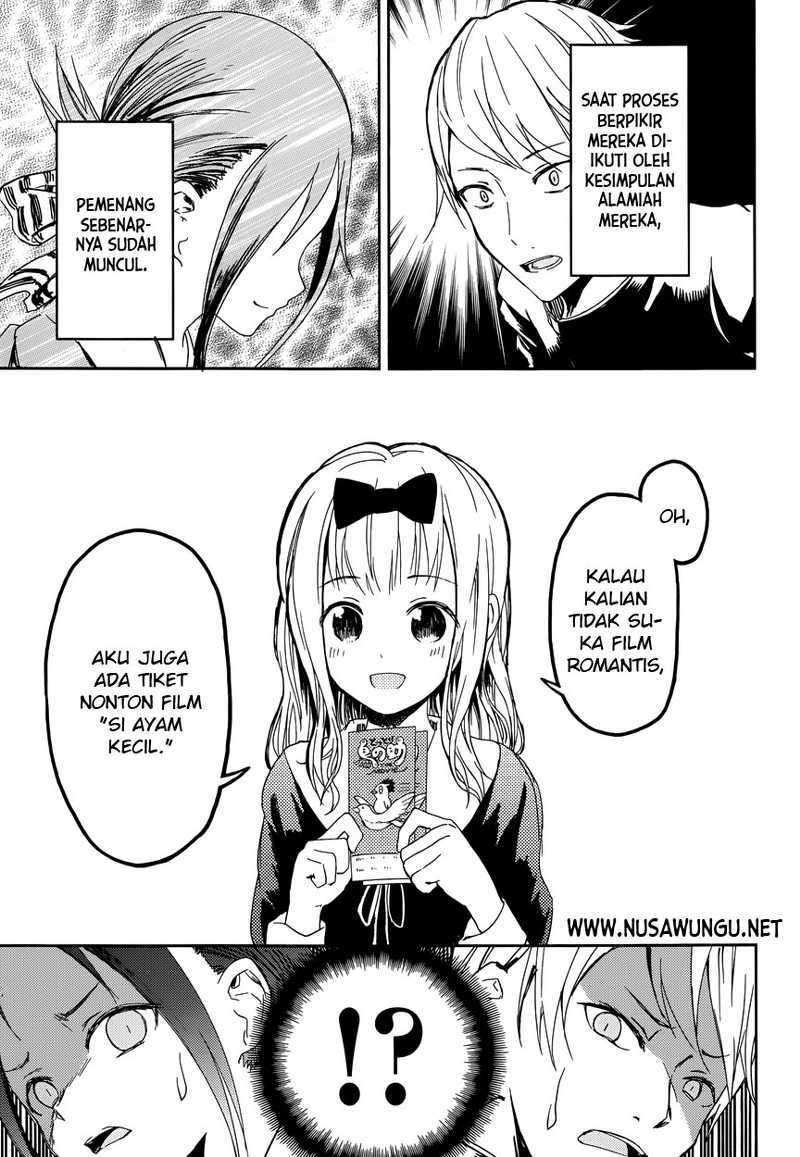 SAAT PROSES
BERPIKIR
MEREKA DI-
IKUTI OLEH
KESIMPULAN
ALAMIAH
MEREKA,
PEMENANG
SEBENAR-
NYA SUDAH
MUNCUL.
OH,
KALAU
KALIAN
TIDAK SU-
KA FILM
ROMANTIS,
AKU JUGA
ADA TIKET
NONTON FILM
"SI AYAM
KECIL."
WWW.NUSAWUNGU.NET
!?